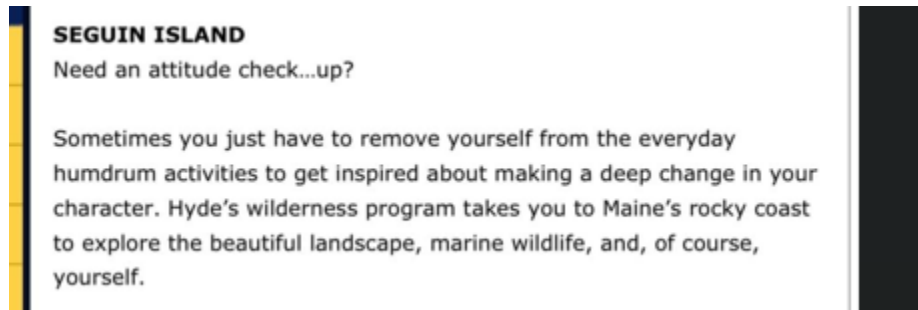 SEGUIN ISLAND
Need an attitude check...up?
Sometimes you just have to remove yourself from the everyday
humdrum activities to get inspired about making a deep change in your
character. Hyde’s wilderness program takes you to Maine’s rocky coast
to explore the beautiful landscape, marine wildlife, and, of course,
yourself.